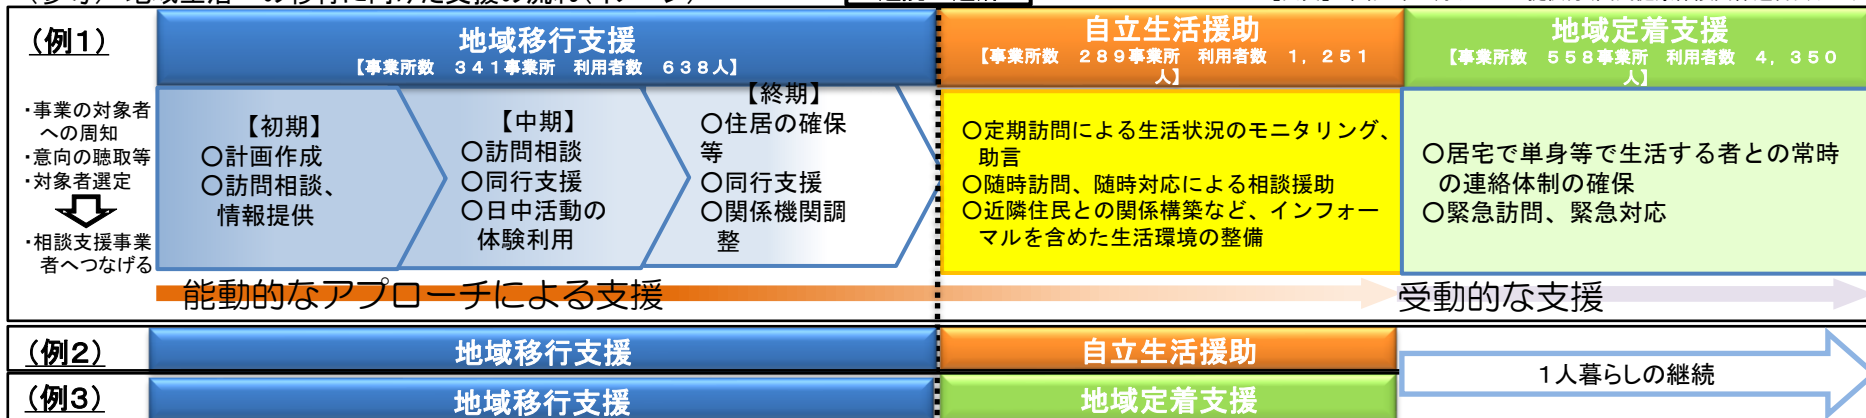 (例1)
地域移行支援
【事業所数 341事業所 利用者数 638人】
自立生活援助
【事業所数 289事業所 利用者数 1,251
人】
地域定着支援
【事業所数 558事業所 利用者数 4,350
人】
・事業の対象者
への周知
・意向の聴取等
・対象者選定
・相談支援事業
者へつなげる
【初期】
〇計画作成
〇訪問相談、
情報提供
【中期】
〇訪問相談
〇同行支援
〇日中活動の
体験利用
【終期】
〇住居の確保
等
〇同行支援
〇関係機関調
整
〇定期訪問による生活状況のモニタリング、
助言
〇随時訪問、随時対応による相談援助
〇近隣住民との関係構築など、インフォー
マルを含めた生活環境の整備
〇居宅で単身等で生活する者との常時
の連絡体制の確保
〇緊急訪問、緊急対応
能動的なアプローチによる支援
受動的な支援
(例2)
地域移行支援
自立生活援助
1人暮らしの継続
(例3)
地域移行支援
地域定着支援